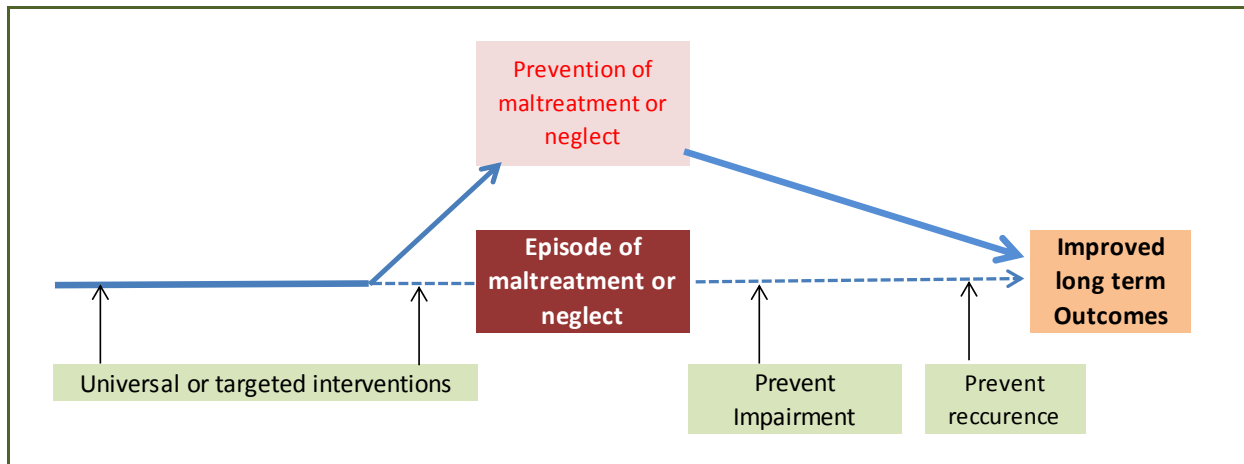 Prevention of
maltreatment or
neglect
Episode of
maltreatment or
neglect
Improved
long term
Outcomes
Universal or targeted interventions
Prevent
Impairment
Prevent
reccurence